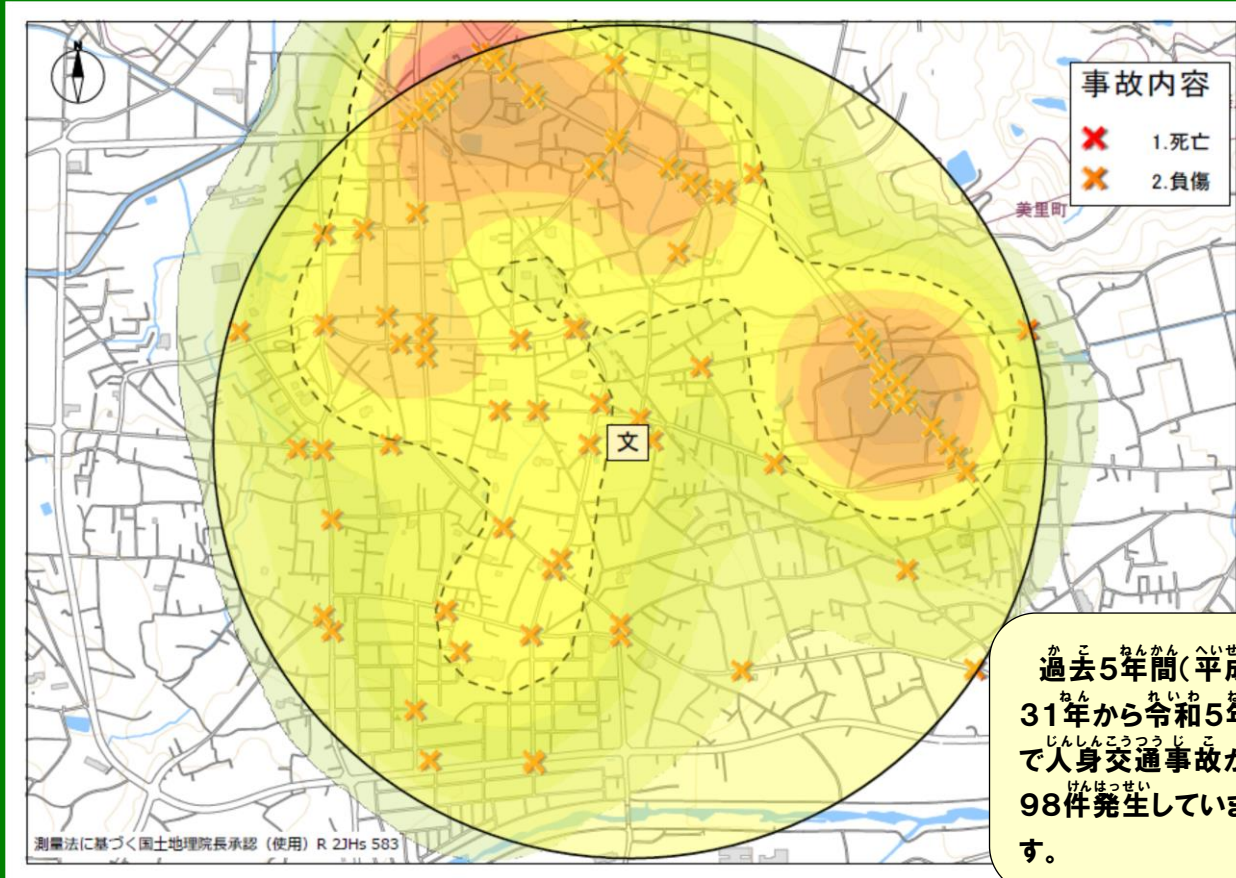 N
事故内容
1.死亡
2.負傷
美里町
文
過去5年間(平成
31年から令和5年
で人身交通事故が
98件発生していま
す。
測量法に基づく国土地理院長承認（使用）R 2JHs 583